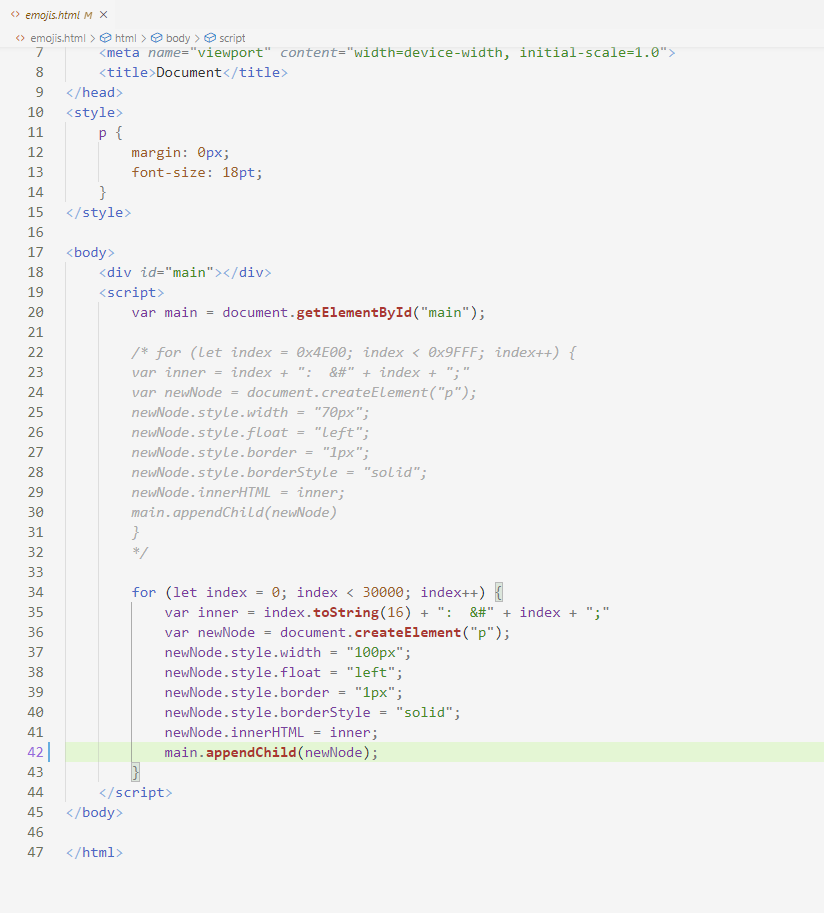 emojis.html M ×
emojis.html > html > body > script
7 <meta name="viewport" content="width=device-width, initial-scale=1.0">
8 <title>Document</title>
9 </head>
10 <style>
11 p {
12 margin: 0px;
13 font-size: 18pt;
14 }
15 </style>
16
17 <body>
18 <div id="main"></div>
19 <script>
20 var main = document.getElementById("main");
21
22 /* for (let index = 0x4E00; index < 0x9FFF; index++) {
23 var inner = index + ":  &#" + index + ";"
24 var newNode = document.createElement("p");
25 newNode.style.width = "70px";
26 newNode.style.float = "left";
27 newNode.style.border = "1px";
28 newNode.style.borderStyle = "solid";
29 newNode.innerHTML = inner;
30 main.appendChild(newNode)
31 }
32 */
33
34 for (let index = 0; index < 30000; index++) {
35 var inner = index.toString(16) + ":  &#" + index + ";"
36 var newNode = document.createElement("p");
37 newNode.style.width = "100px";
38 newNode.style.float = "left";
39 newNode.style.border = "1px";
40 newNode.style.borderStyle = "solid";
41 newNode.innerHTML = inner;
42 main.appendChild(newNode);
43 }
44 </script>
45 </body>
46
47 </html>